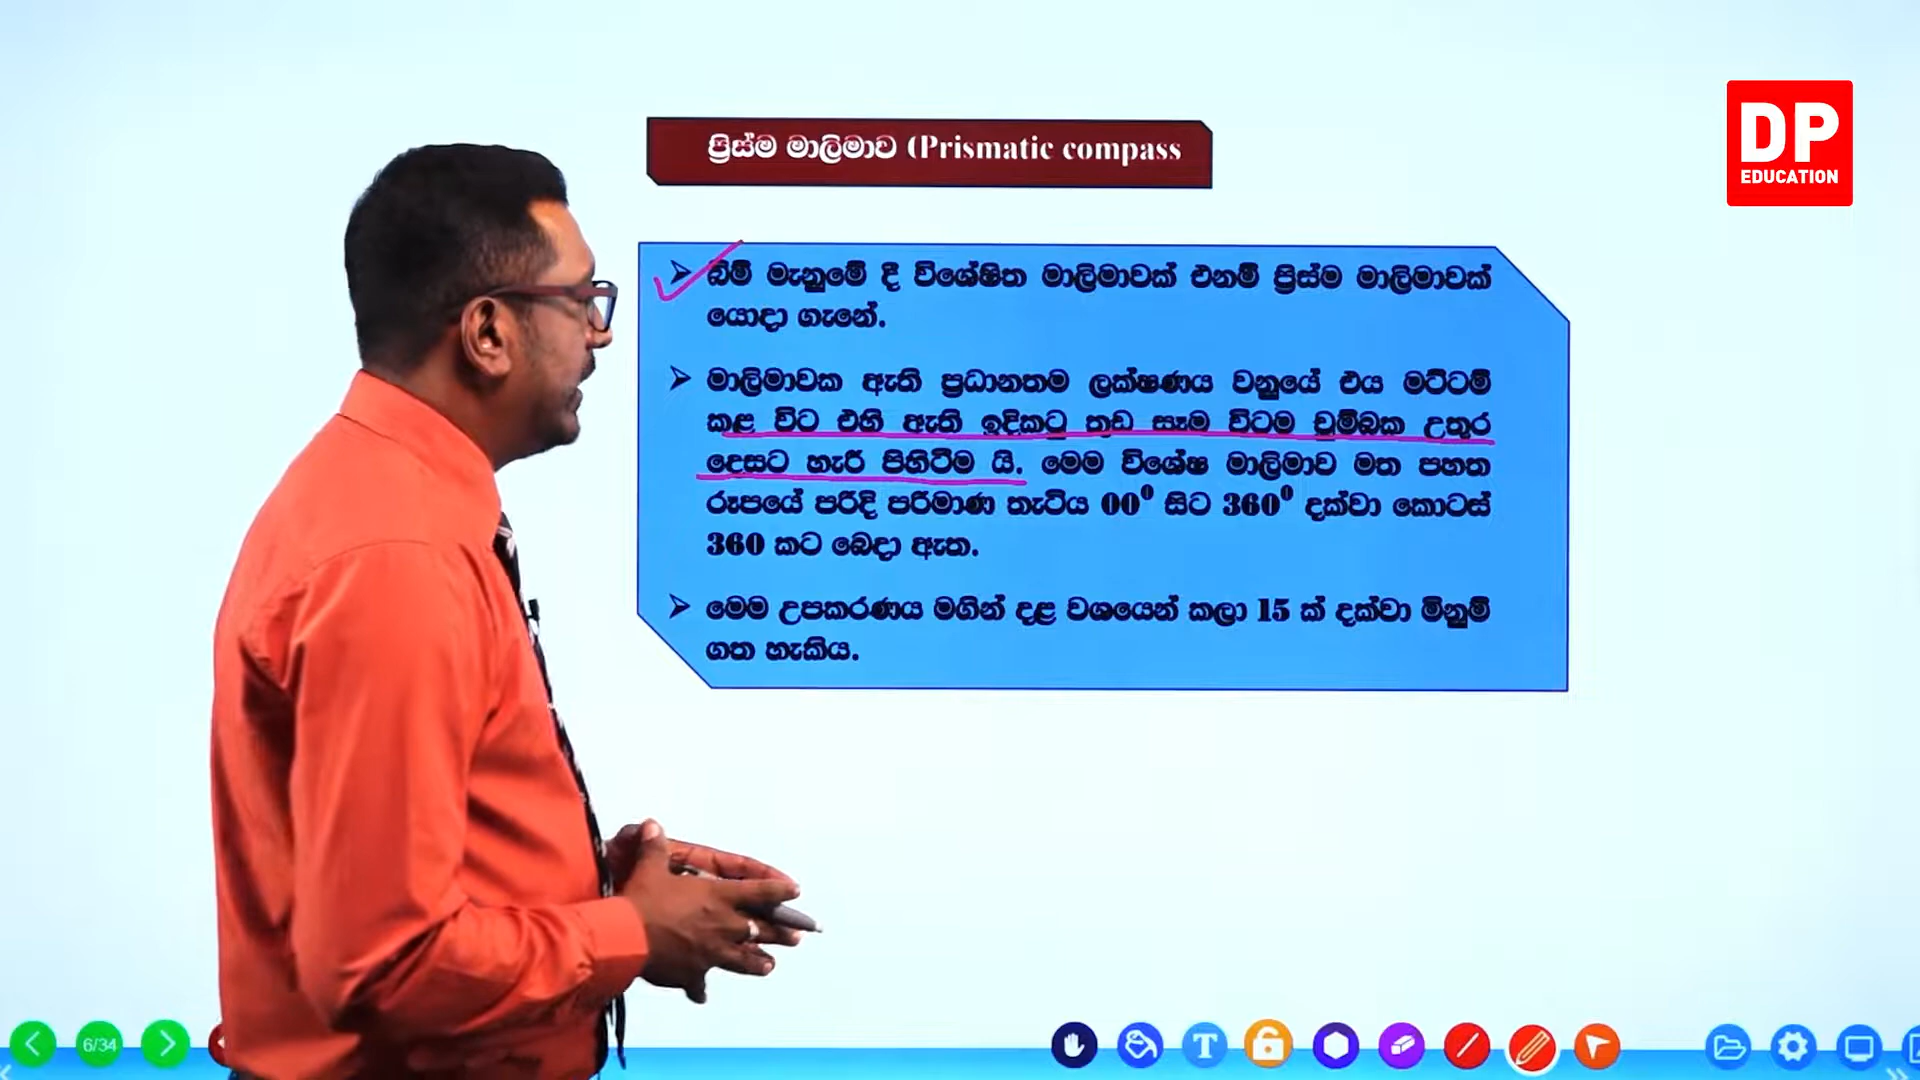 DP
EDUCATION
ප්‍රිස්ම මාලිමාව (Prismatic compass
➢ බිම් මැනුමේ දී විශේෂිත මාලිමාවක් එනම් ප්‍රිස්ම මාලිමාවක්
යොදා ගැනේ.
➢ මාලිමාවක ඇති ප්‍රධානතම ලක්ෂණය වනුයේ එය මට්ටම්
කළ විට එහි ඇති ඉඳිකටු තුඩ සෑම විටම චුම්බක උතුර
දෙසට හැරී පිහිටීම යි. මෙම විශේෂ මාලිමාව මත පහත
රූපයේ පරිදි පරිමාණ තැටිය 00⁰ සිට 360⁰ දක්වා කොටස්
360 කට බෙදා ඇත.
➢ මෙම උපකරණය මගින් දළ වශයෙන් කලා 15 ක් දක්වා මිනුම්
ගත හැකිය.
6/34
T